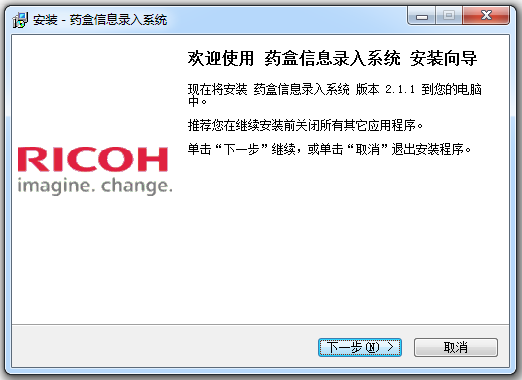 安装 - 药盒信息录入系统
欢迎使用 药盒信息录入系统 安装向导
现在将安装 药盒信息录入系统 版本 2.1.1 到您的电脑
中。
推荐您在继续安装前关闭所有其它应用程序。
单击“下一步”继续，或单击“取消”退出安装程序。
RICOH
imagine. change.
下一步(N) >
取消